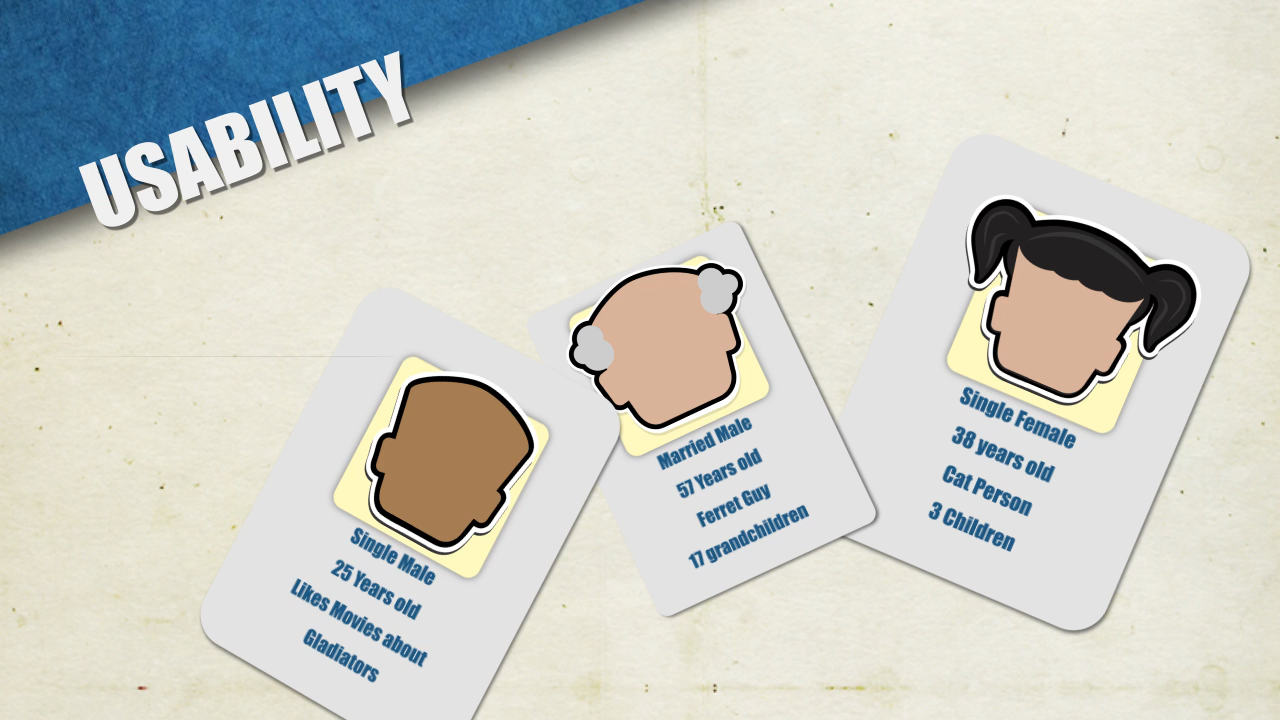 USABILITY
Single Male
25 Years old
Likes Movies about
Gladiators
Married Male
57 Years old
Ferret Guy
17 grandchildren
Single Female
38 years old
Cat Person
3 Children